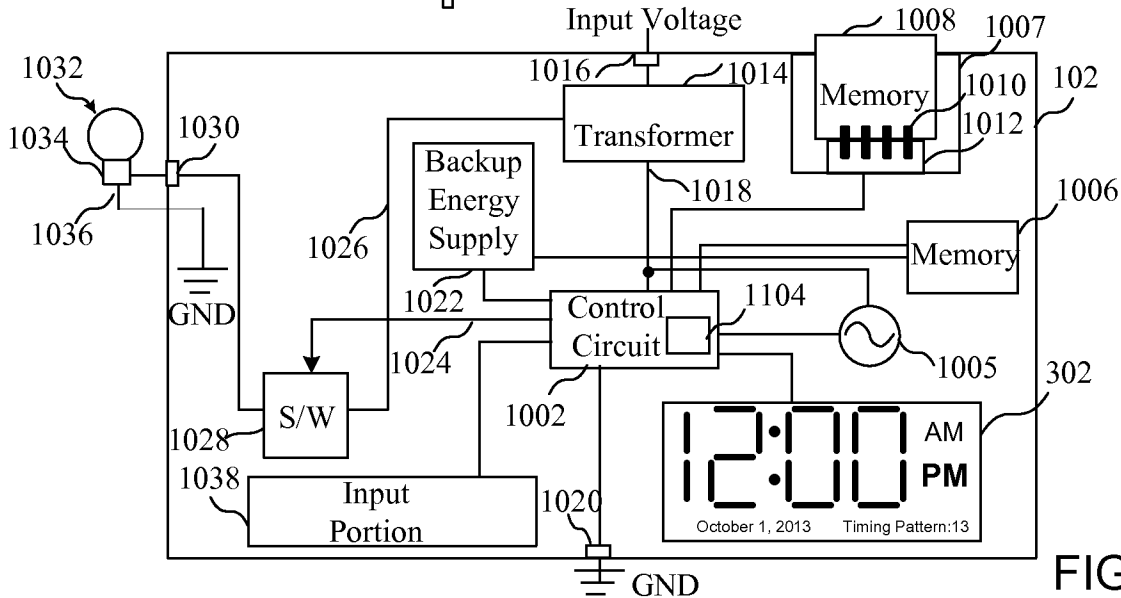 Input Voltage
1008
1007
1016
1014
1032
1010
Memory
102
1030
1012
1034
Transformer
Backup
Energy
Supply
1018
1006
1036
1026
Memory
1022
GND
Control
Circuit
1104
1024
1005
302
1002
S/W
12:00
AM
PM
1028
1038
Input
Portion
1020
October 1, 2013
Timing Pattern:13
GND
FIG